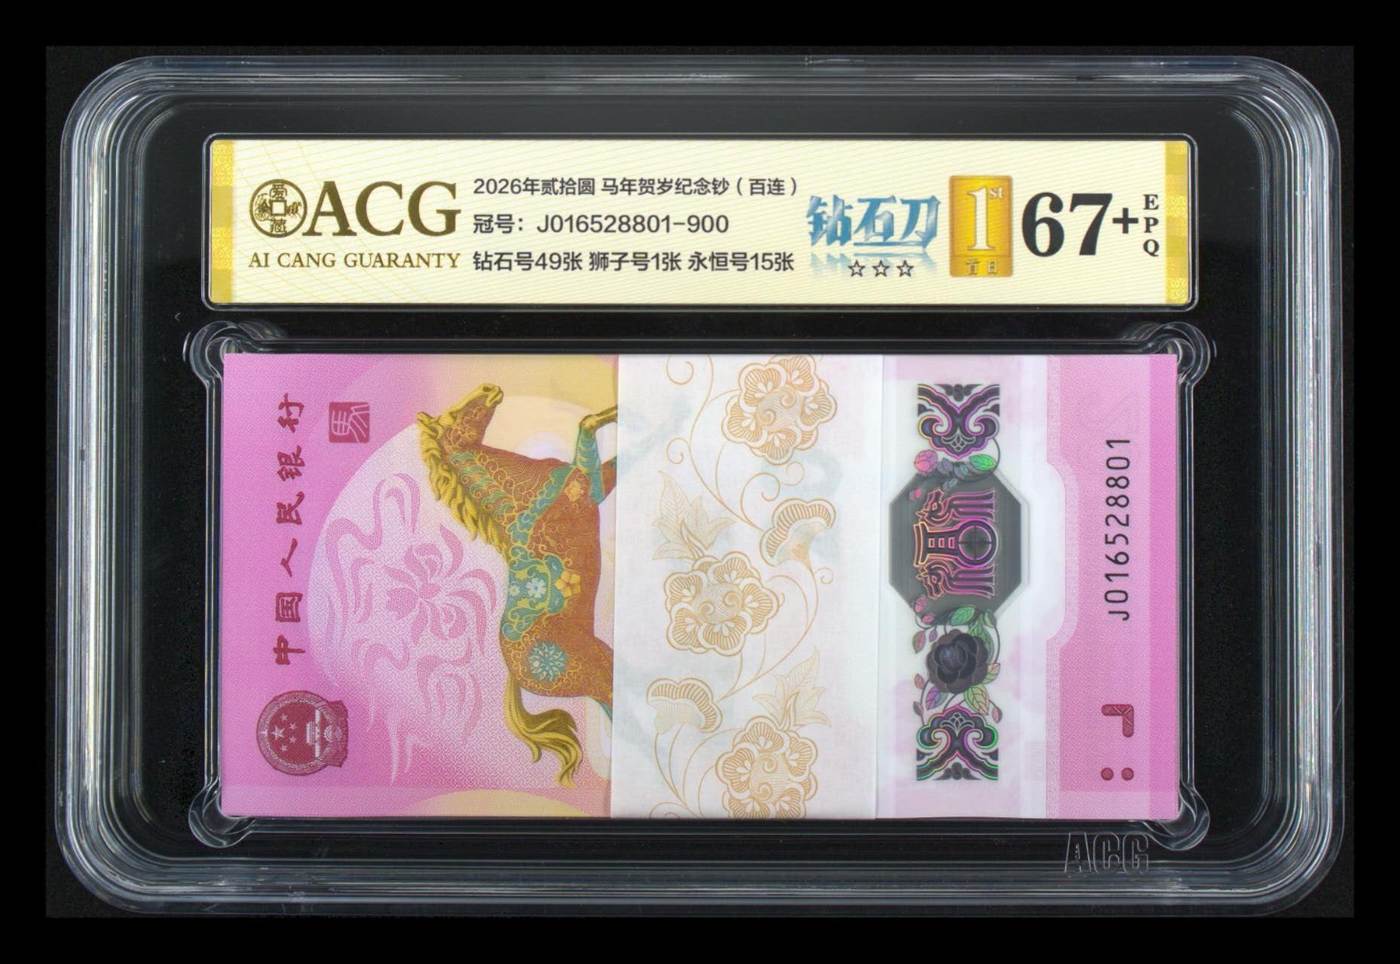 ACG
AI CANG GUARANTY
2026年贰拾圆 马年贺岁纪念钞（百连）
冠号：J016528801-900
钻石号49张 狮子号1张 永恒号15张
钻石刀
☆☆☆
1st
首日
67+
EPQ
中国人民银行
J016528801
ACG